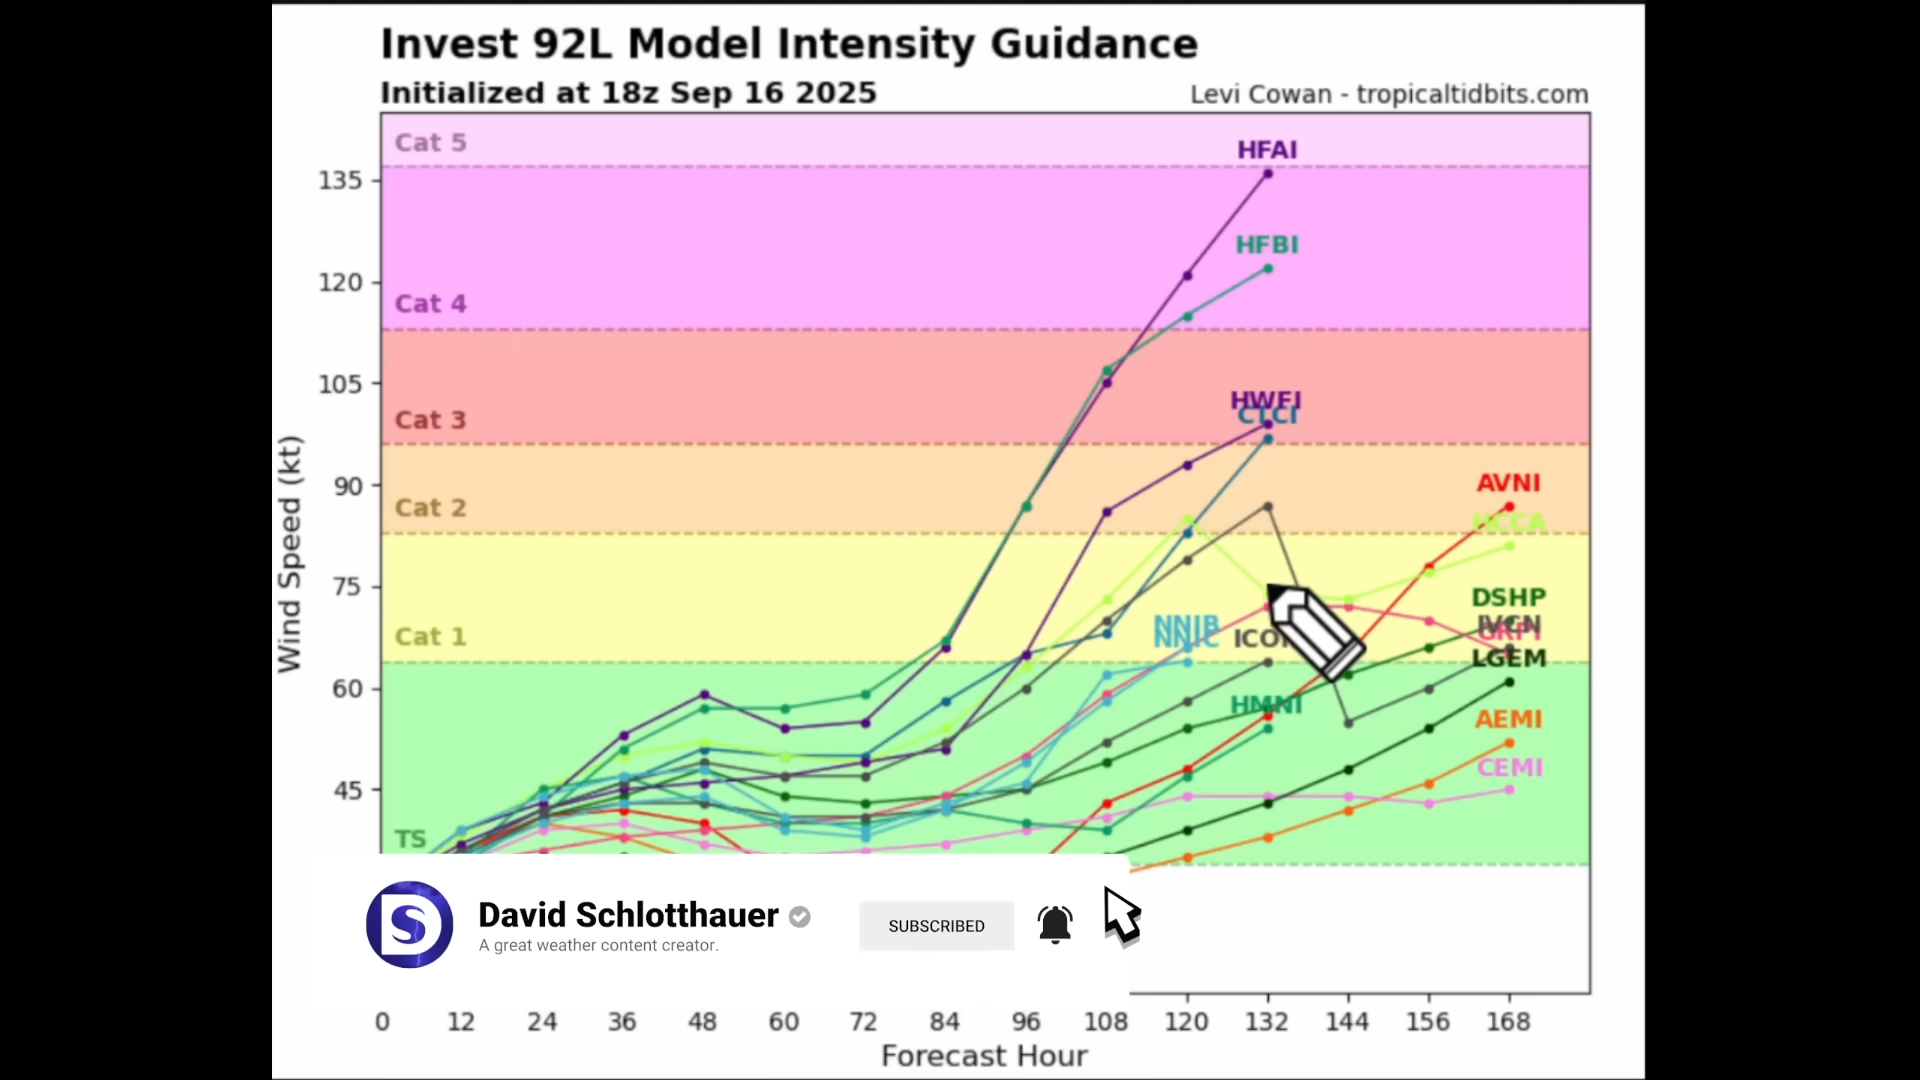 Invest 92L Model Intensity Guidance
Initialized at 18z Sep 16 2025
Levi Cowan - tropicaltidbits.com
Cat 5
HFAI
135
HFBI
120
Cat 4
105
HWFI
CTCI
Cat 3
90
AVNI
Cat 2
HCCA
75
DSHP
NNIB
IVCN
NNIC
Cat 1
LGEM
60
HMNI
AEMI
CEMI
45
TS
Wind Speed (kt)
David Schlotthauer
A great weather content creator.
SUBSCRIBED
0 12 24 36 48 60 72 84 96 108 120 132 144 156 168
Forecast Hour